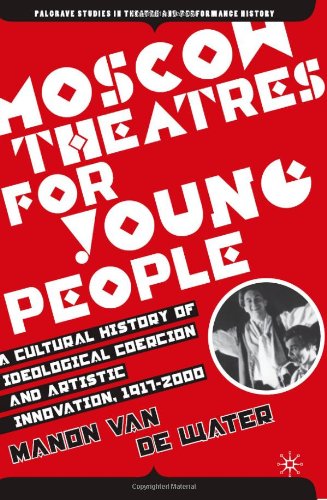 PALGRAVE STUDIES IN THEATRE AND PERFORMANCE HISTORY
MOSCOW
THEATRES
FOR
YOUNG
PEOPLE
A CULTURAL HISTORY OF
IDEOLOGICAL COERCION
AND ARTISTIC
INNOVATION, 1917-2000
MANON VAN
DE WATER